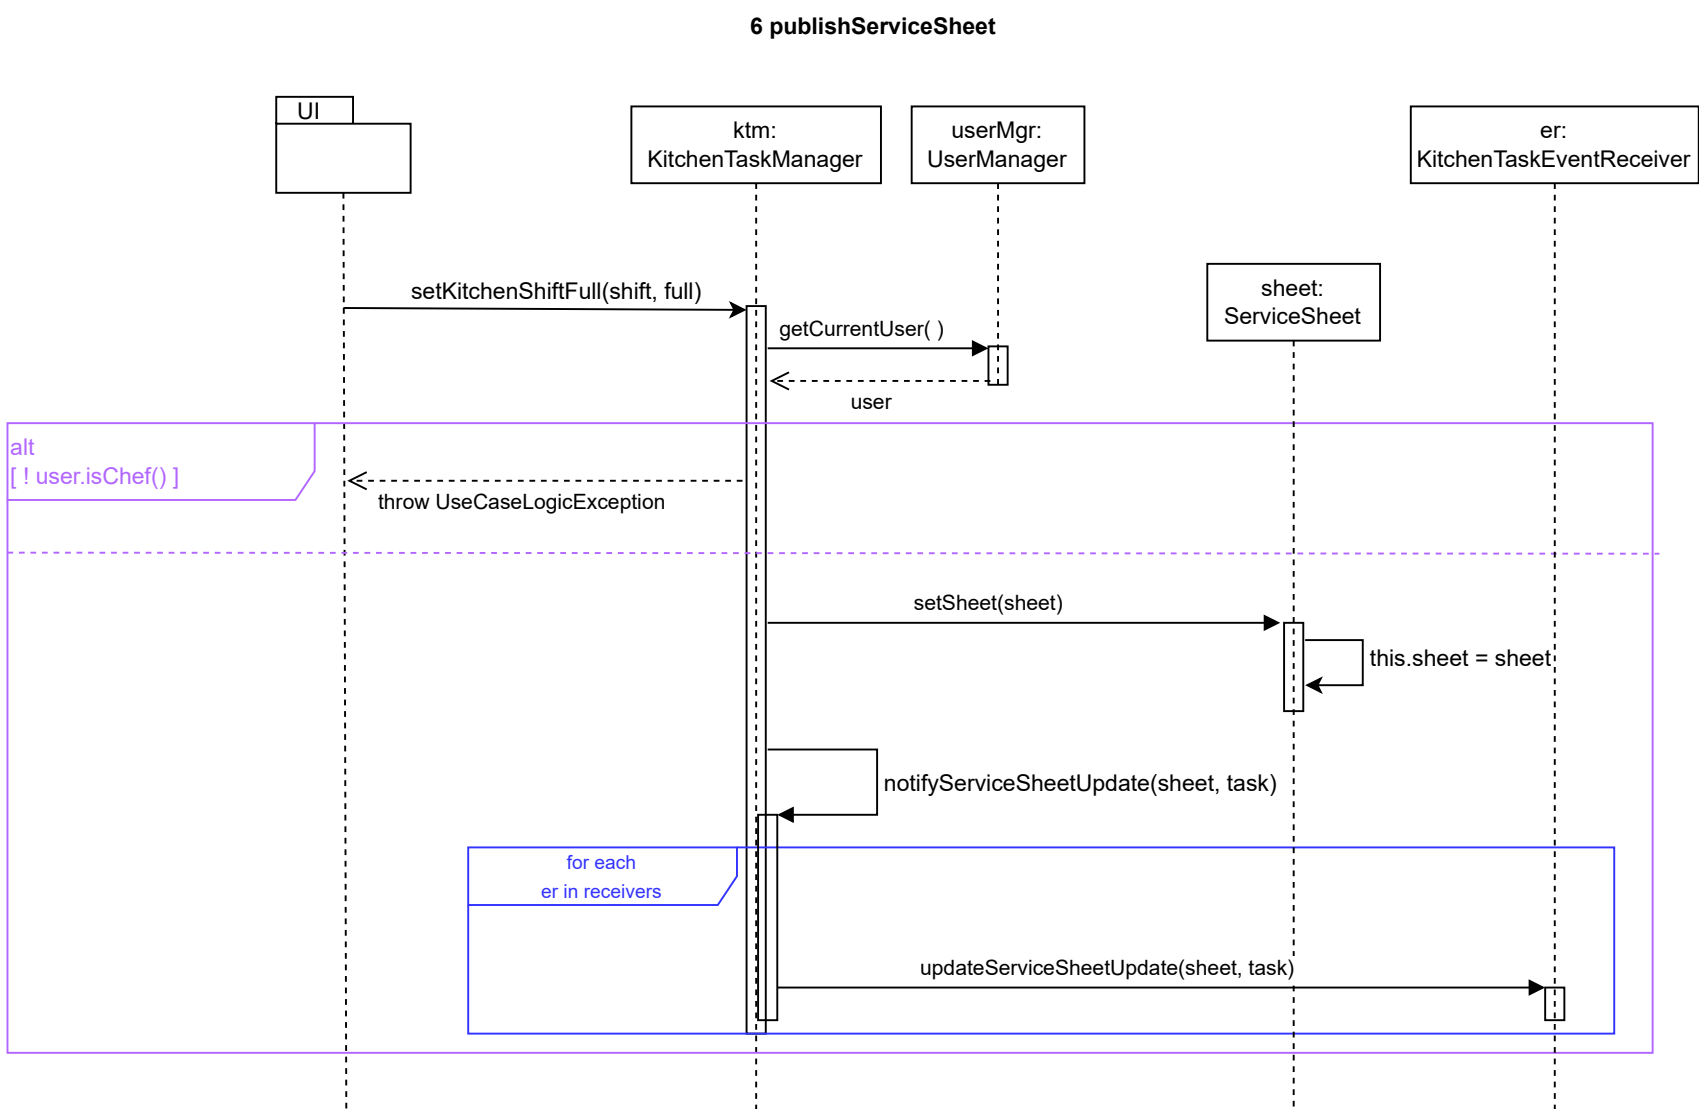 6 publishServiceSheet
UI
ktm:
KitchenTaskManager
userMgr:
UserManager
er:
KitchenTaskEventReceiver
sheet:
ServiceSheet
setKitchenShiftFull(shift, full)
getCurrentUser( )
user
alt
[ ! user.isChef() ]
throw UseCaseLogicException
setSheet(sheet)
this.sheet = sheet
notifyServiceSheetUpdate(sheet, task)
for each
er in receivers
updateServiceSheetUpdate(sheet, task)